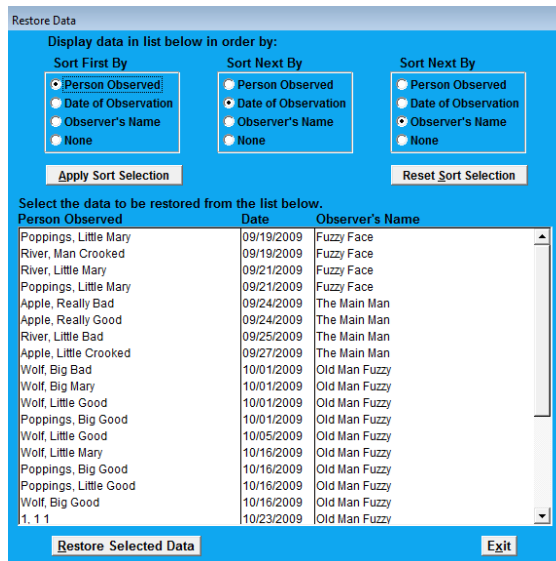 Restore Data
Display data in list below in order by:
Sort First By Sort Next By Sort Next By
Person Observed Person Observed Person Observed
Date of Observation Date of Observation Date of Observation
Observer's Name Observer's Name Observer's Name
None None None
Apply Sort Selection Reset Sort Selection
Select the data to be restored from the list below.
Person Observed Date Observer's Name
Poppings, Little Mary 09/19/2009 Fuzzy Face
River, Man Crooked 09/19/2009 Fuzzy Face
River, Little Mary 09/21/2009 Fuzzy Face
Poppings, Little Mary 09/21/2009 Fuzzy Face
Apple, Really Bad 09/24/2009 The Main Man
Apple, Really Good 09/24/2009 The Main Man
River, Little Bad 09/25/2009 The Main Man
Apple, Little Crooked 09/27/2009 The Main Man
Wolf, Big Bad 10/01/2009 Old Man Fuzzy
Wolf, Big Mary 10/01/2009 Old Man Fuzzy
Wolf, Little Good 10/01/2009 Old Man Fuzzy
Poppings, Big Good 10/01/2009 Old Man Fuzzy
Wolf, Little Good 10/05/2009 Old Man Fuzzy
Wolf, Little Mary 10/16/2009 Old Man Fuzzy
Poppings, Big Good 10/16/2009 Old Man Fuzzy
Poppings, Little Good 10/16/2009 Old Man Fuzzy
Wolf, Big Good 10/16/2009 Old Man Fuzzy
1, 1 1 10/23/2009 Old Man Fuzzy
Restore Selected Data Exit